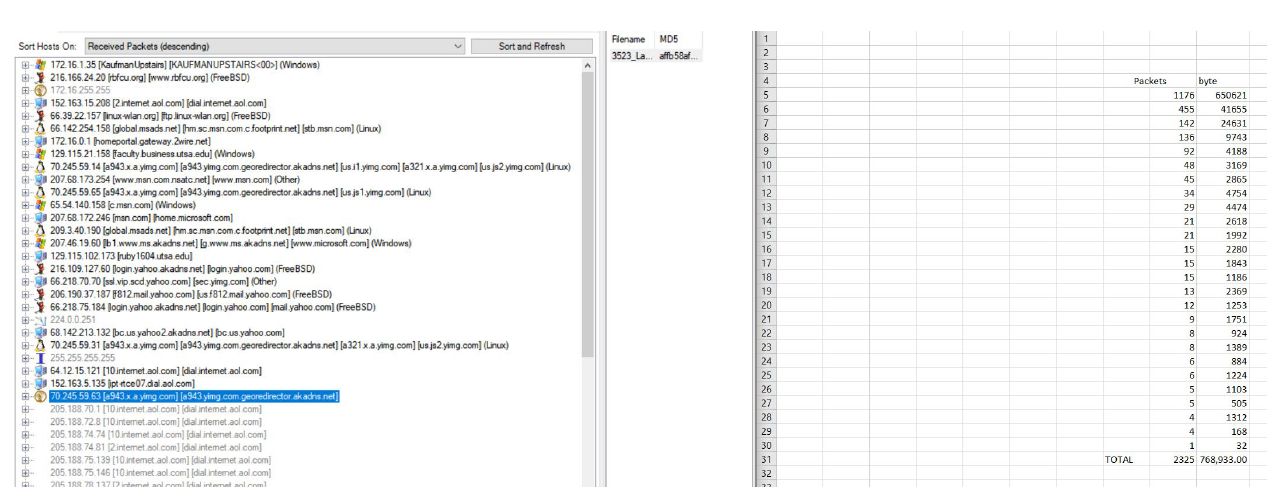 Sort Hosts On: Received Packets (descending) Sort and Refresh
172.16.1.35 [KaufmanUpstairs] [KAUFMANUPSTAIRS<00>] (Windows)
216.166.24.20 [rbfcu.org] [www.rbfcu.org] (FreeBSD)
172.16.255.255
152.163.15.208 [2.internet.aol.com] [dial.internet.aol.com]
66.39.22.157 [linux-wlan.org] [ftp.linux-wlan.org] (FreeBSD)
66.142.254.158 [global.msads.net] [hm.sc.msn.com.c.footprint.net] [stb.msn.com] (Linux)
172.16.0.1 [homeportal.gateway.2wire.net]
129.115.21.158 [faculty.business.utsa.edu] (Windows)
70.245.59.14 [a943.x.a.yimg.com] [a943.yimg.com.georedirector.akadns.net] [us.i1.yimg.com] [a321.x.a.yimg.com] [us.js2.yimg.com] (Linux)
207.68.173.254 [www.msn.com.nsatc.net] [www.msn.com] (Other)
70.245.59.65 [a943.x.a.yimg.com] [a943.yimg.com.georedirector.akadns.net] [us.js1.yimg.com] (Linux)
65.54.140.158 [c.msn.com] (Windows)
207.68.172.246 [msn.com] [home.microsoft.com]
209.3.40.190 [global.msads.net] [hm.sc.msn.com.c.footprint.net] [stb.msn.com] (Linux)
207.46.19.60 [lb1.www.ms.akadns.net] [g.www.ms.akadns.net] [www.microsoft.com] (Windows)
129.115.102.173 [ruby1604.utsa.edu]
216.109.127.60 [login.yahoo.akadns.net] [login.yahoo.com] (FreeBSD)
66.218.70.70 [ssl.vip.scd.yahoo.com] [sec.yimg.com] (Other)
206.190.37.187 [f812.mail.yahoo.com] [us.f812.mail.yahoo.com] (FreeBSD)
66.218.75.184 [login.yahoo.akadns.net] [login.yahoo.com] [mail.yahoo.com] (FreeBSD)
224.0.0.251
68.142.213.132 [bc.us.yahoo2.akadns.net] [bc.us.yahoo.com]
70.245.59.31 [a943.x.a.yimg.com] [a943.yimg.com.georedirector.akadns.net] [a321.x.a.yimg.com] [us.js2.yimg.com] (Linux)
255.255.255.255
64.12.15.121 [10.internet.aol.com] [dial.internet.aol.com]
152.163.5.135 [ipt-rtce07.dial.aol.com]
70.245.59.63 [a943.x.a.yimg.com] [a943.yimg.com.georedirector.akadns.net]
205.188.70.1 [10.internet.aol.com] [dial.internet.aol.com]
205.188.72.8 [10.internet.aol.com] [dial.internet.aol.com]
205.188.74.74 [10.internet.aol.com] [dial.internet.aol.com]
205.188.74.81 [2.internet.aol.com] [dial.internet.aol.com]
205.188.75.139 [10.internet.aol.com] [dial.internet.aol.com]
205.188.75.146 [10.internet.aol.com] [dial.internet.aol.com]
205.188.78.137 [2.internet.aol.com] [dial.internet.aol.com]
Filename MD5
3523_La... affb58af...
1
2
3
4 Packets byte
5 1176 650621
6 455 41655
7 142 24631
8 136 9743
9 92 4188
10 48 3169
11 45 2865
12 34 4754
13 29 4474
14 21 2618
15 21 1992
16 15 2280
17 15 1843
18 15 1186
19 13 2369
20 12 1253
21 9 1751
22 8 924
23 8 1389
24 6 884
25 6 1224
26 5 1103
27 5 505
28 4 1312
29 4 168
30 1 32
31 TOTAL 2325 768,933.00
32
33